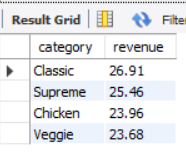 Result Grid Filte
category revenue
Classic 26.91
Supreme 25.46
Chicken 23.96
Veggie 23.68